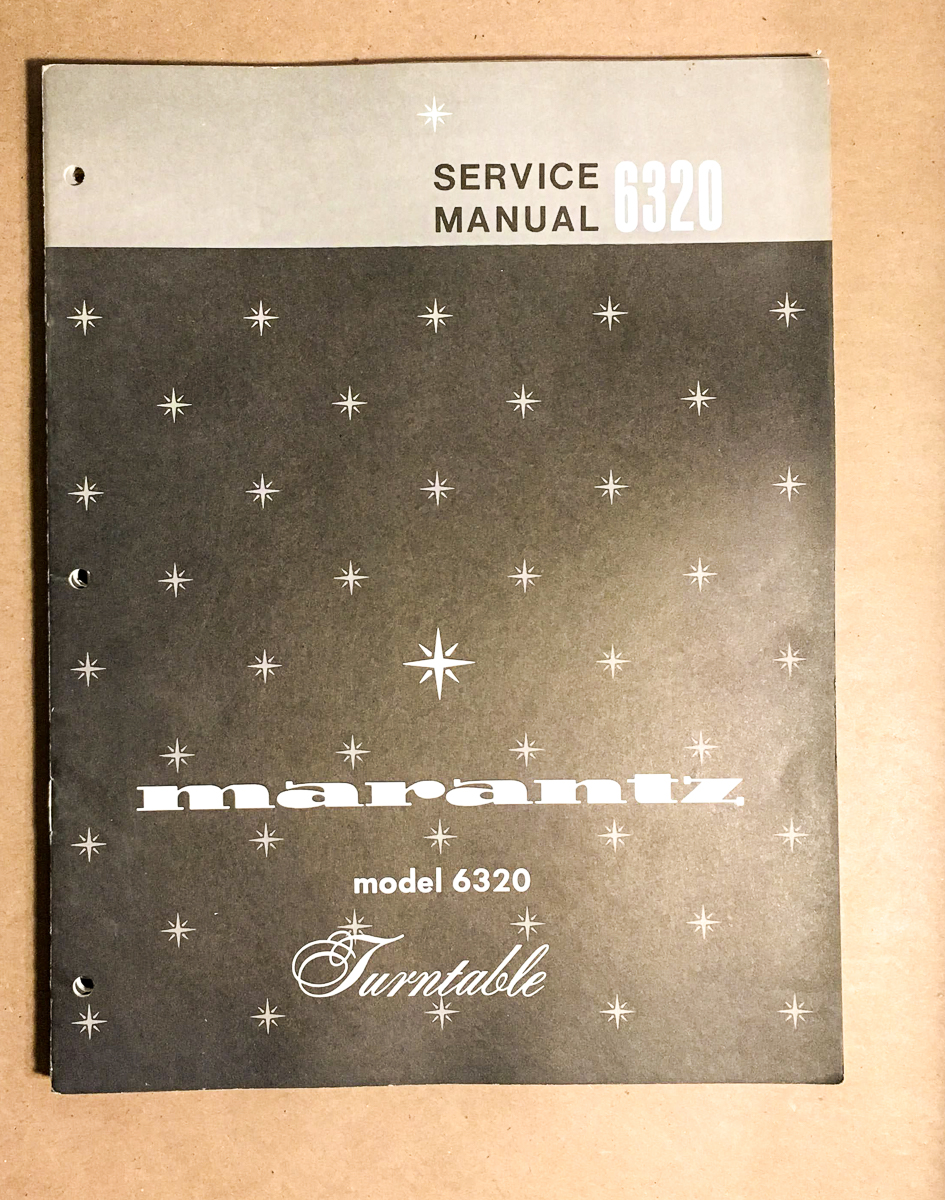 SERVICE
MANUAL 6320
marantz
model 6320
Turntable